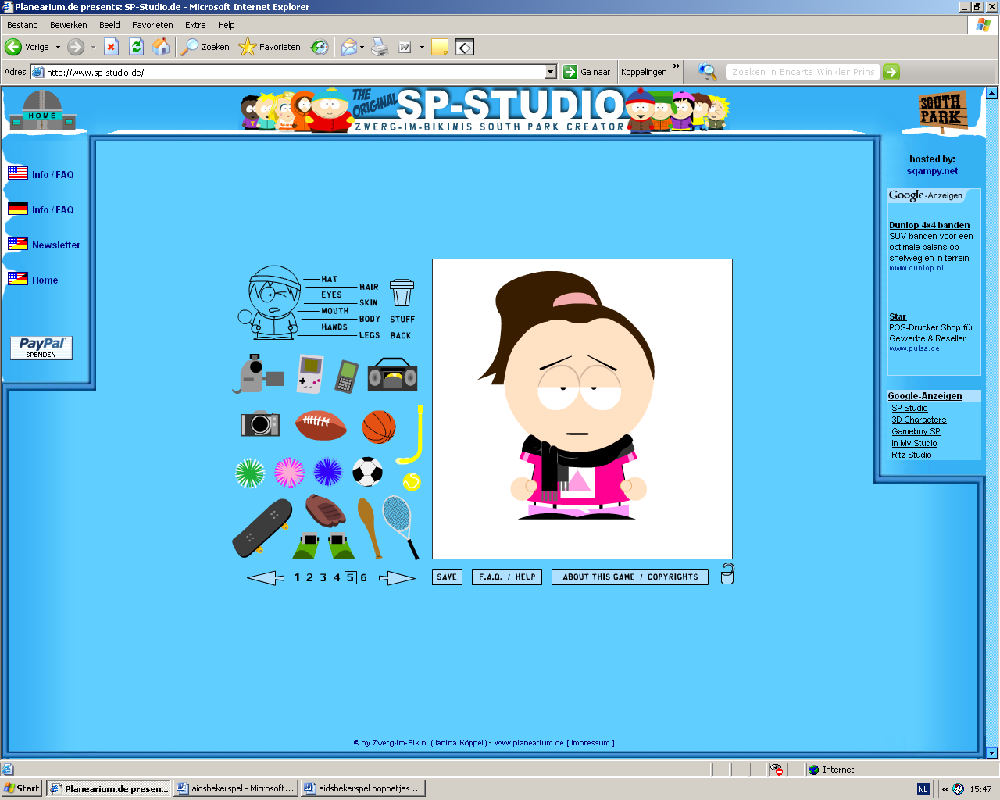 Planearium.de presents: SP-Studio.de - Microsoft Internet Explorer
Bestand Bewerken Beeld Favorieten Extra Help
Vorige Zoeken Favorieten
Adres http://www.sp-studio.de/ Ga naar Koppelingen » Zoeken in Encarta Winkler Prins
HOME
THE ORIGINAL SP-STUDIO
ZWERG-IM-BIKINIS SOUTH PARK CREATOR
SOUTH PARK
Info / FAQ
Info / FAQ
Newsletter
Home
PayPal
SPENDEN
HAT
HAIR
EYES
SKIN
MOUTH
BODY
HANDS
LEGS
STUFF
BACK
1 2 3 4 5 6
SAVE
F.A.Q. / HELP
ABOUT THIS GAME / COPYRIGHTS
hosted by:
sqampy.net
Google-Anzeigen
Dunlop 4x4 banden
SUV banden voor een
optimale balans op
snelweg en in terrein
www.dunlop.nl
Star
POS-Drucker Shop für
Gewerbe & Reseller
www.pulsa.de
Google-Anzeigen
SP Studio
3D Characters
Gameboy SP
In My Studio
Ritz Studio
© by Zwerg-im-Bikini (Janina Köppel) - www.planearium.de [ Impressum ]
Internet
Start Planearium.de presen... aidsbekerspel - Microsoft... aidsbekerspel poppetjes ... NL « 15:47